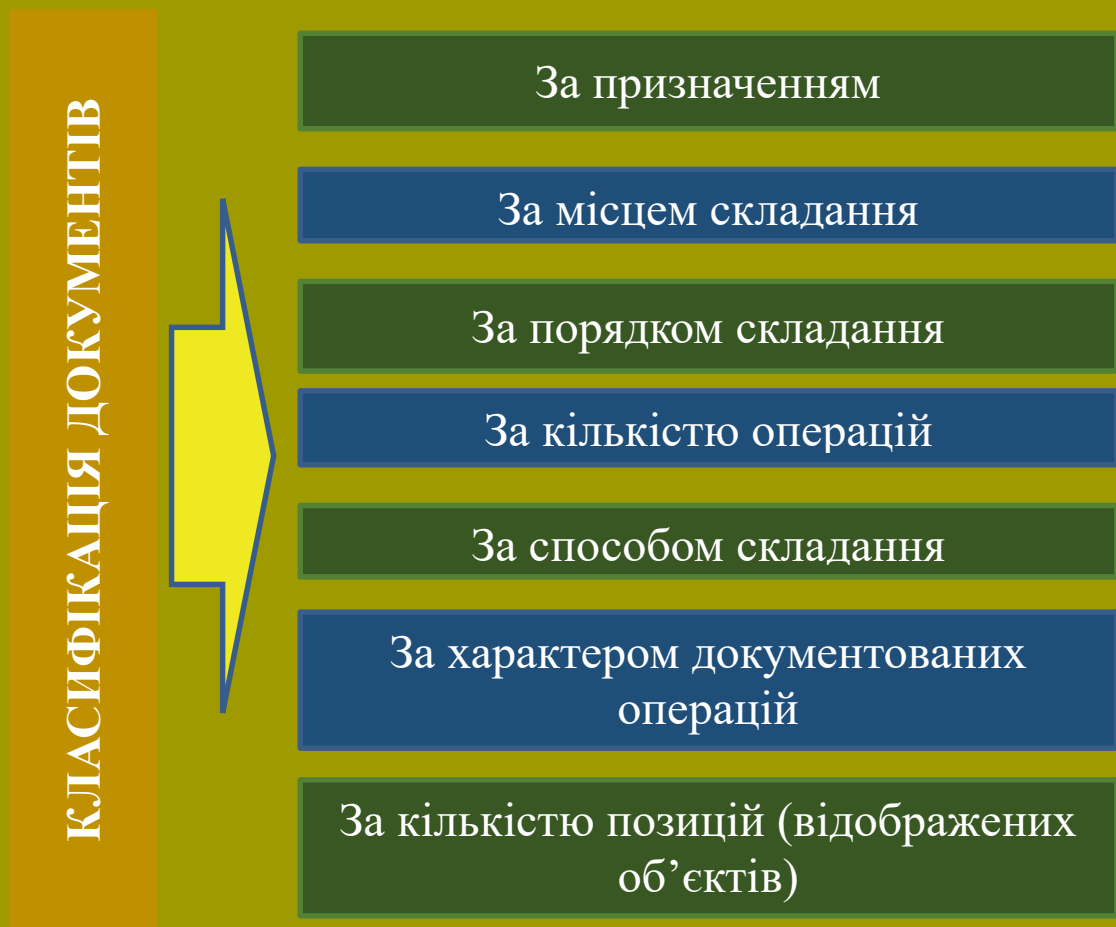 КЛАСИФІКАЦІЯ ДОКУМЕНТІВ
За призначенням
За місцем складання
За порядком складання
За кількістю операцій
За способом складання
За характером документованих
операцій
За кількістю позицій (відображених
об’єктів)